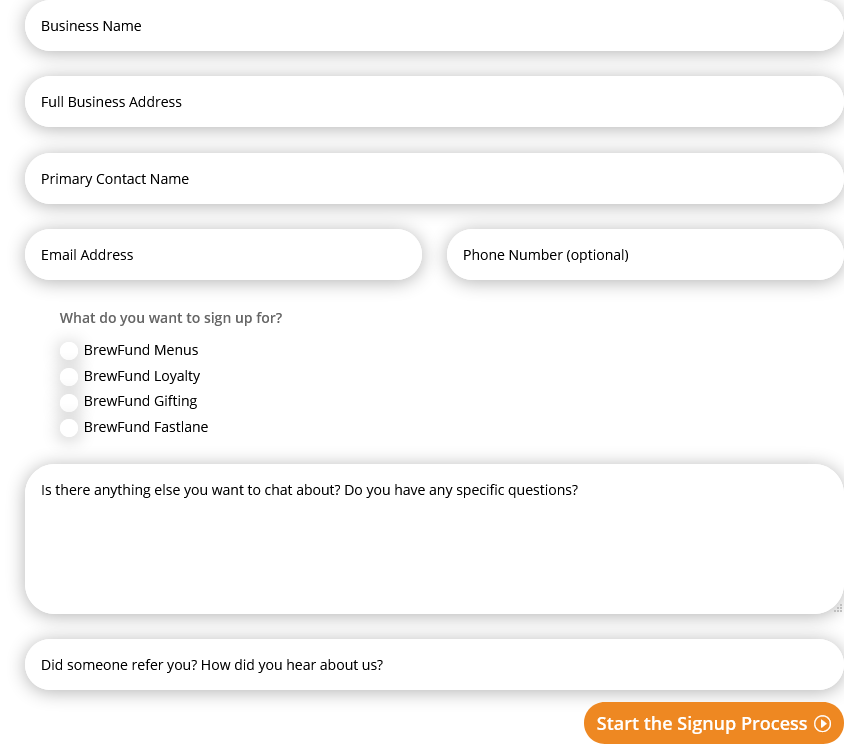 Business Name
Full Business Address
Primary Contact Name
Email Address
Phone Number (optional)
What do you want to sign up for?
BrewFund Menus
BrewFund Loyalty
BrewFund Gifting
BrewFund Fastlane
Is there anything else you want to chat about? Do you have any specific questions?
Did someone refer you? How did you hear about us?
Start the Signup Process